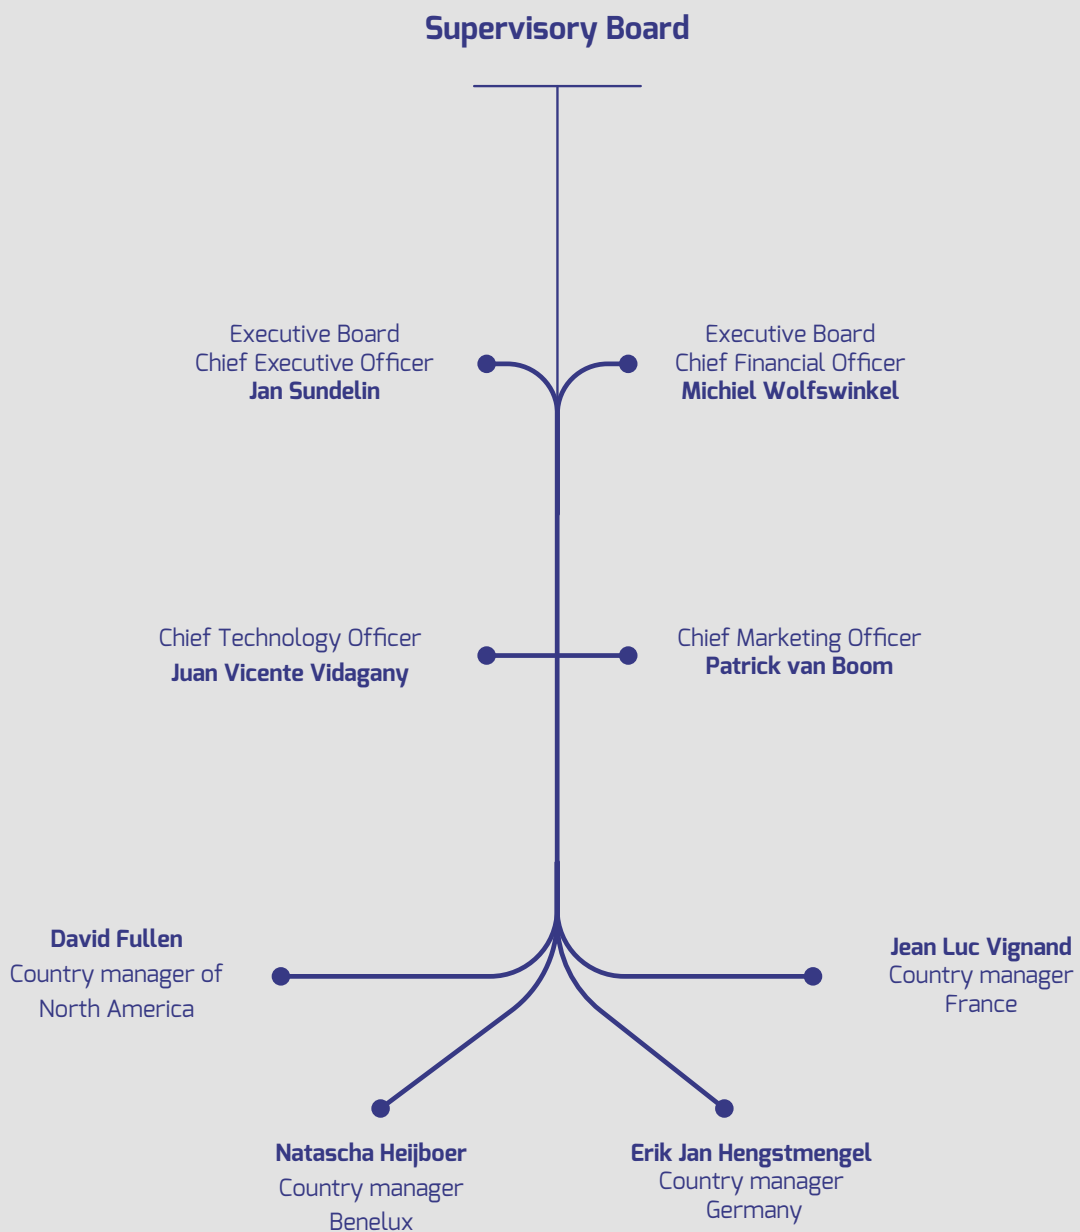 Supervisory Board
Executive Board
Chief Executive Officer
Jan Sundelin
Executive Board
Chief Financial Officer
Michiel Wolfswinkel
Chief Technology Officer
Juan Vicente Vidagany
Chief Marketing Officer
Patrick van Boom
David Fullen
Country manager of
North America
Jean Luc Vignand
Country manager
France
Natascha Heijboer
Country manager
Benelux
Erik Jan Hengstmengel
Country manager
Germany